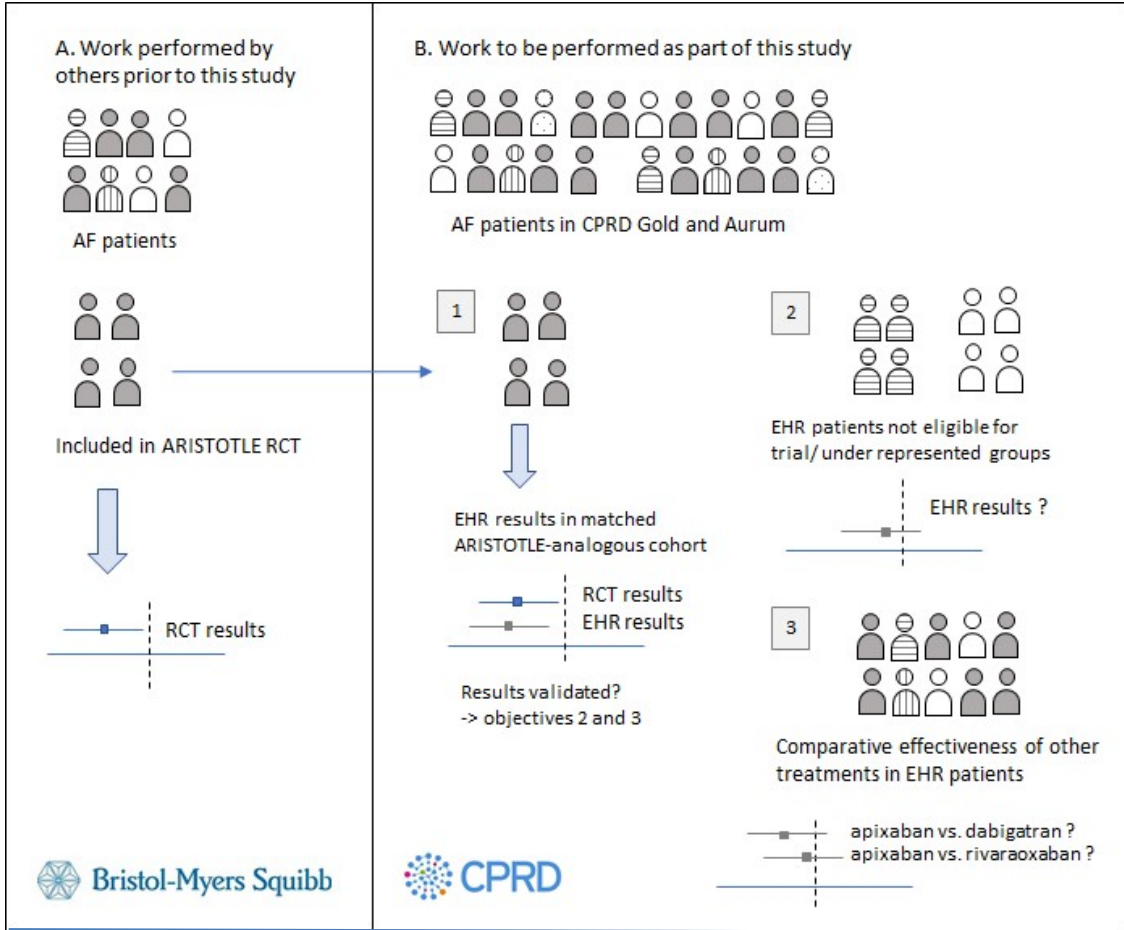 A. Work performed by
others prior to this study
AF patients
Included in ARISTOTLE RCT
RCT results
Bristol-Myers Squibb
B. Work to be performed as part of this study
AF patients in CPRD Gold and Aurum
1
EHR results in matched
ARISTOTLE-analogous cohort
RCT results
EHR results
Results validated?
-> objectives 2 and 3
2
EHR patients not eligible for
trial/ under represented groups
EHR results ?
3
Comparative effectiveness of other
treatments in EHR patients
apixaban vs. dabigatran ?
apixaban vs. rivaraoxaban ?
CPRD